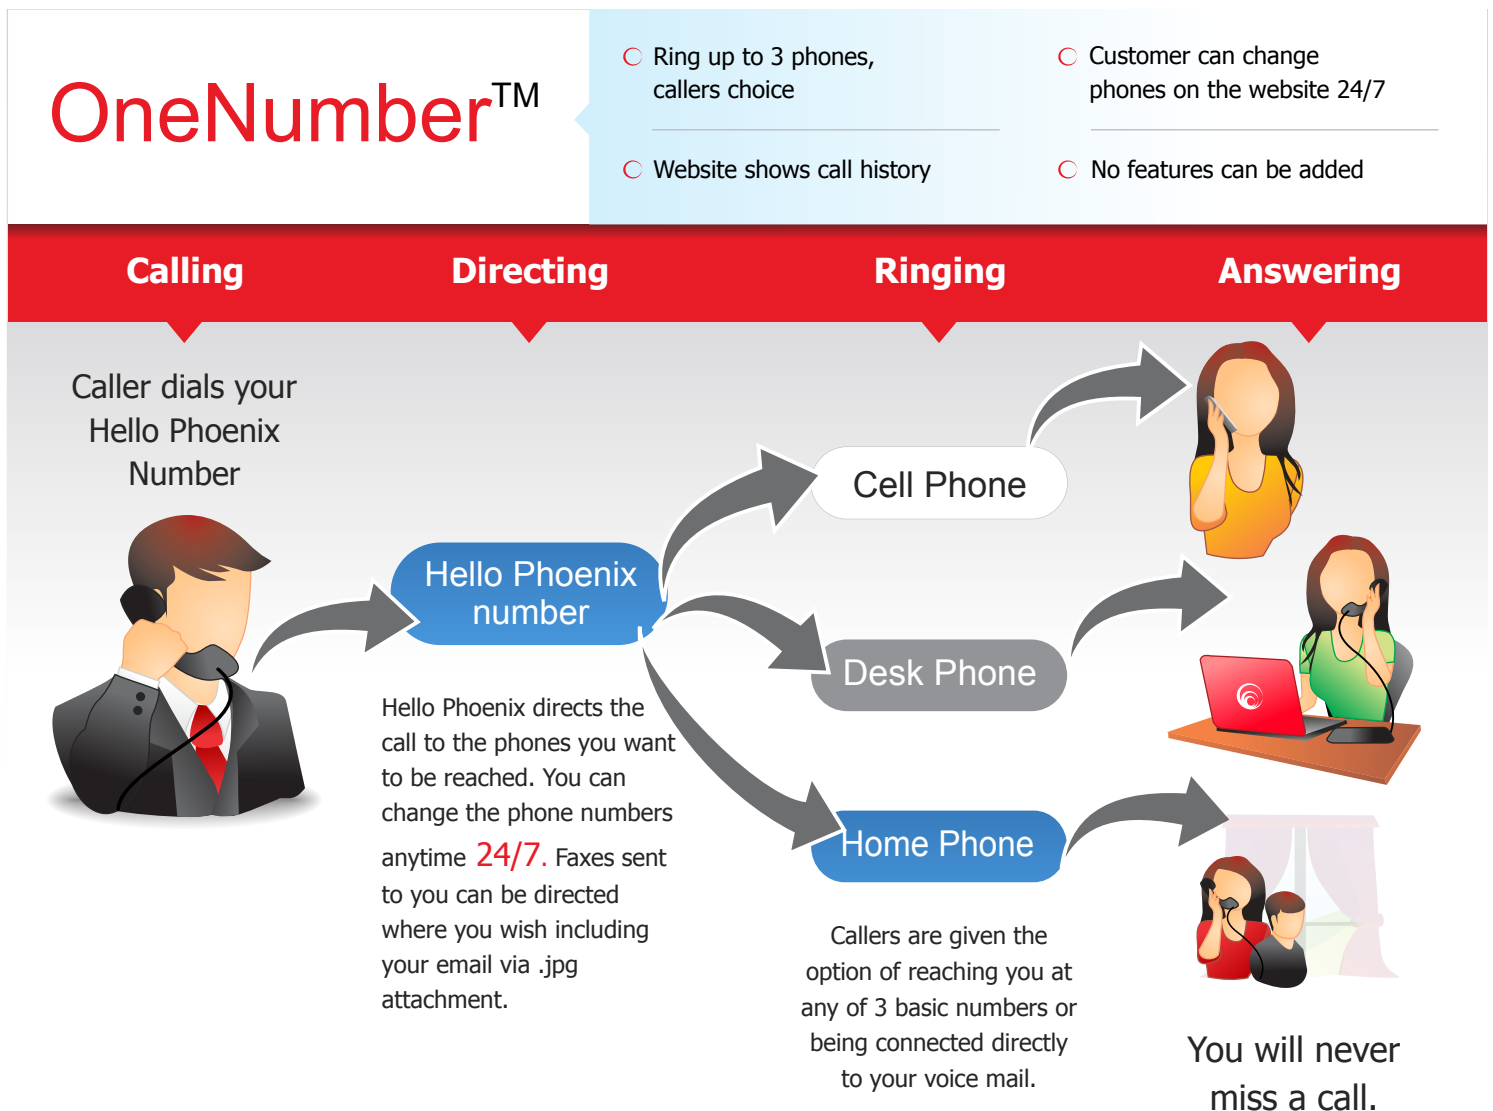 OneNumber™
Ring up to 3 phones,
callers choice
Website shows call history
Customer can change
phones on the website 24/7
No features can be added
Calling
Directing
Ringing
Answering
Caller dials your
Hello Phoenix
Number
Hello Phoenix
number
Hello Phoenix directs the
call to the phones you want
to be reached. You can
change the phone numbers
anytime 24/7. Faxes sent
to you can be directed
where you wish including
your email via .jpg
attachment.
Cell Phone
Desk Phone
Home Phone
Callers are given the
option of reaching you at
any of 3 basic numbers or
being connected directly
to your voice mail.
You will never
miss a call.